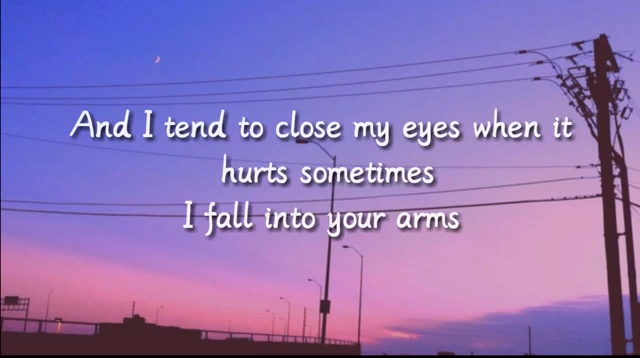 And I tend to close my eyes when it
hurts sometimes
I fall into your arms